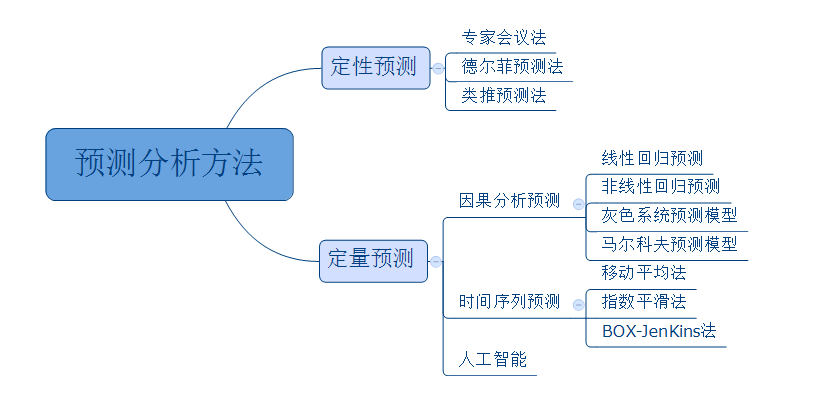 预测分析方法
定性预测
专家会议法
德尔菲预测法
类推预测法
定量预测
因果分析预测
线性回归预测
非线性回归预测
灰色系统预测模型
马尔科夫预测模型
时间序列预测
移动平均法
指数平滑法
BOX-JenKins法
人工智能